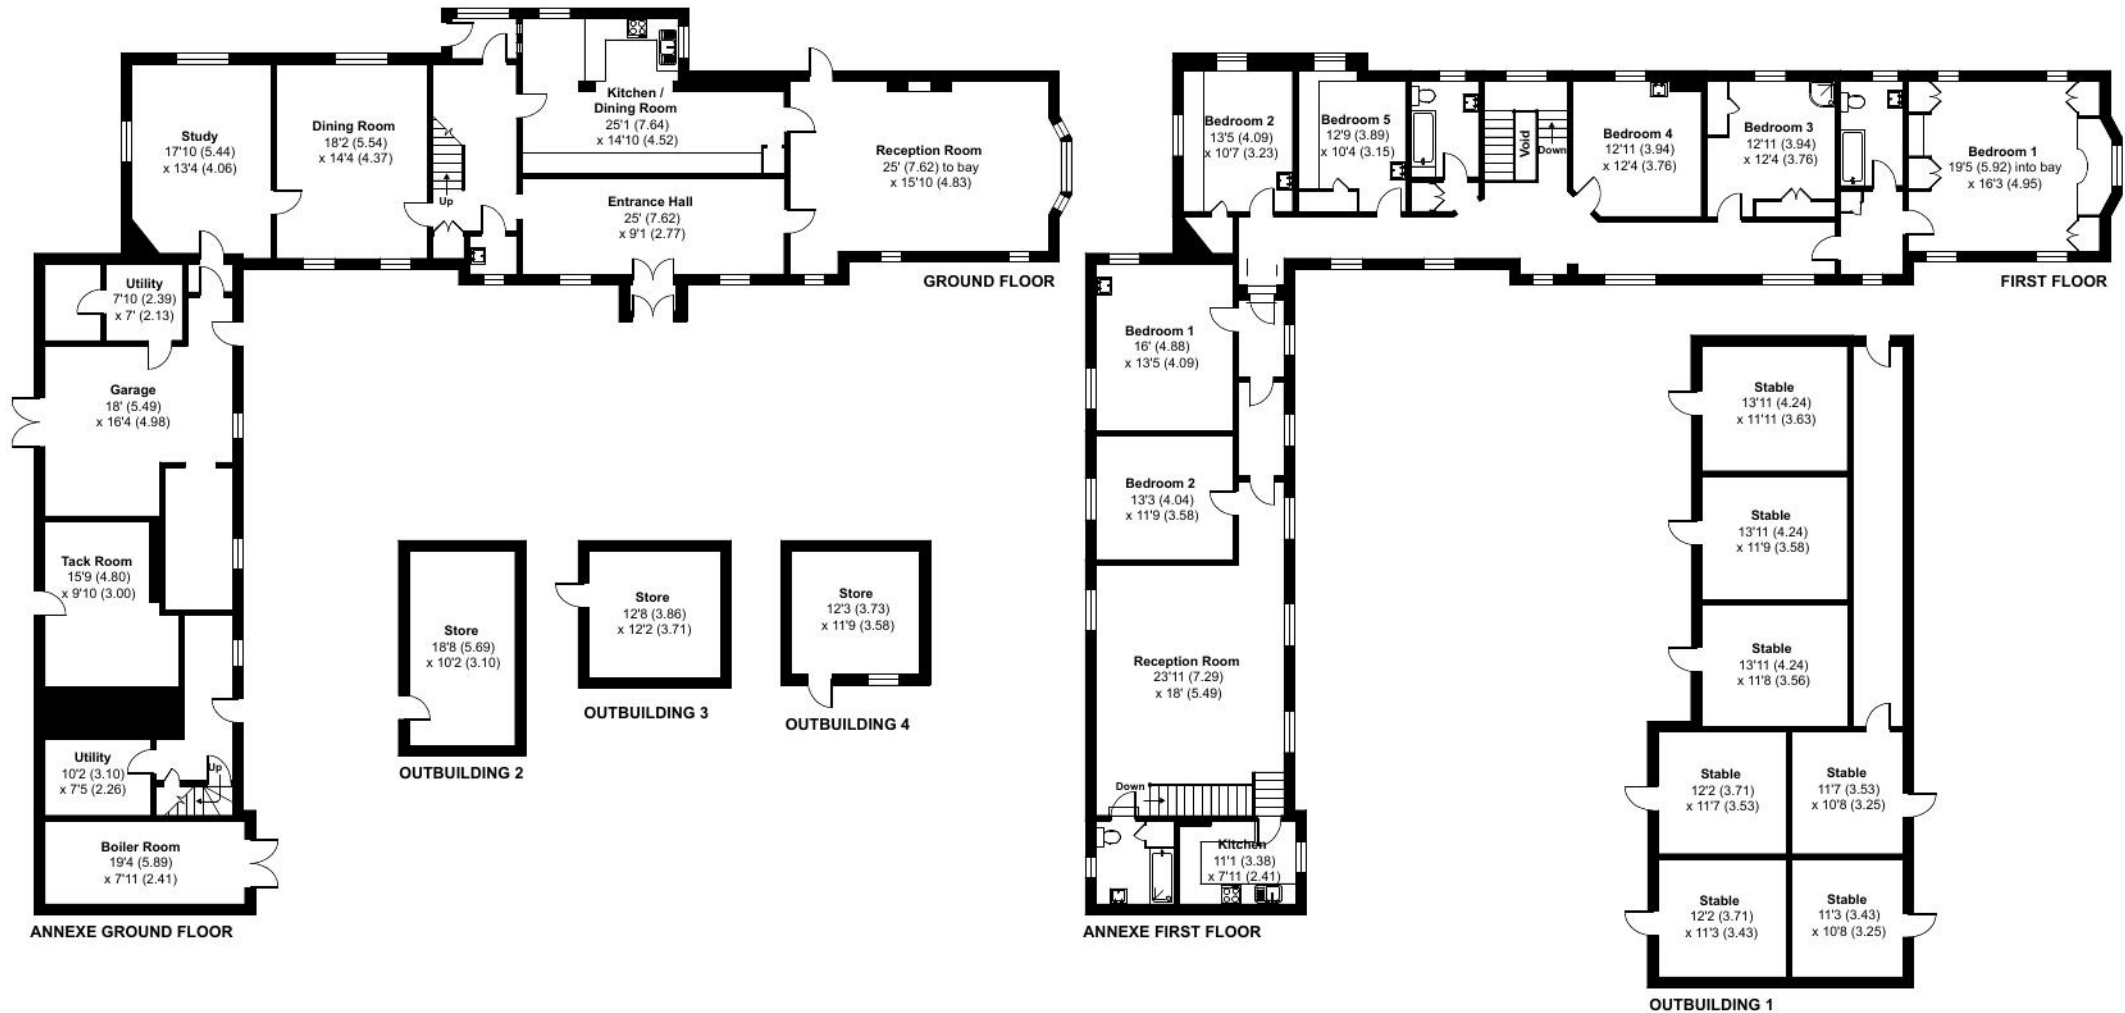 Study
17'10 (5.44)
x 13'4 (4.06)
Dining Room
18'2 (5.54)
x 14'4 (4.37)
Up
Kitchen /
Dining Room
25'1 (7.64)
x 14'10 (4.52)
Entrance Hall
25' (7.62)
x 9'1 (2.77)
Reception Room
25' (7.62) to bay
x 15'10 (4.83)
GROUND FLOOR
Utility
7'10 (2.39)
x 7' (2.13)
Garage
18' (5.49)
x 16'4 (4.98)
Tack Room
15'9 (4.80)
x 9'10 (3.00)
Utility
10'2 (3.10)
x 7'5 (2.26)
Up
Boiler Room
19'4 (5.89)
x 7'11 (2.41)
ANNEXE GROUND FLOOR
Store
18'8 (5.69)
x 10'2 (3.10)
OUTBUILDING 2
Store
12'8 (3.86)
x 12'2 (3.71)
OUTBUILDING 3
Store
12'3 (3.73)
x 11'9 (3.58)
OUTBUILDING 4
Bedroom 2
13'5 (4.09)
x 10'7 (3.23)
Bedroom 5
12'9 (3.89)
x 10'4 (3.15)
Void
Down
Bedroom 4
12'11 (3.94)
x 12'4 (3.76)
Bedroom 3
12'11 (3.94)
x 12'4 (3.76)
Bedroom 1
19'5 (5.92) into bay
x 16'3 (4.95)
FIRST FLOOR
Bedroom 1
16' (4.88)
x 13'5 (4.09)
Bedroom 2
13'3 (4.04)
x 11'9 (3.58)
Reception Room
23'11 (7.29)
x 18' (5.49)
Down
Kitchen
11'1 (3.38)
x 7'11 (2.41)
ANNEXE FIRST FLOOR
Stable
13'11 (4.24)
x 11'11 (3.63)
Stable
13'11 (4.24)
x 11'9 (3.58)
Stable
13'11 (4.24)
x 11'8 (3.56)
Stable
12'2 (3.71)
x 11'7 (3.53)
Stable
11'7 (3.53)
x 10'8 (3.25)
Stable
12'2 (3.71)
x 11'3 (3.43)
Stable
11'3 (3.43)
x 10'8 (3.25)
OUTBUILDING 1